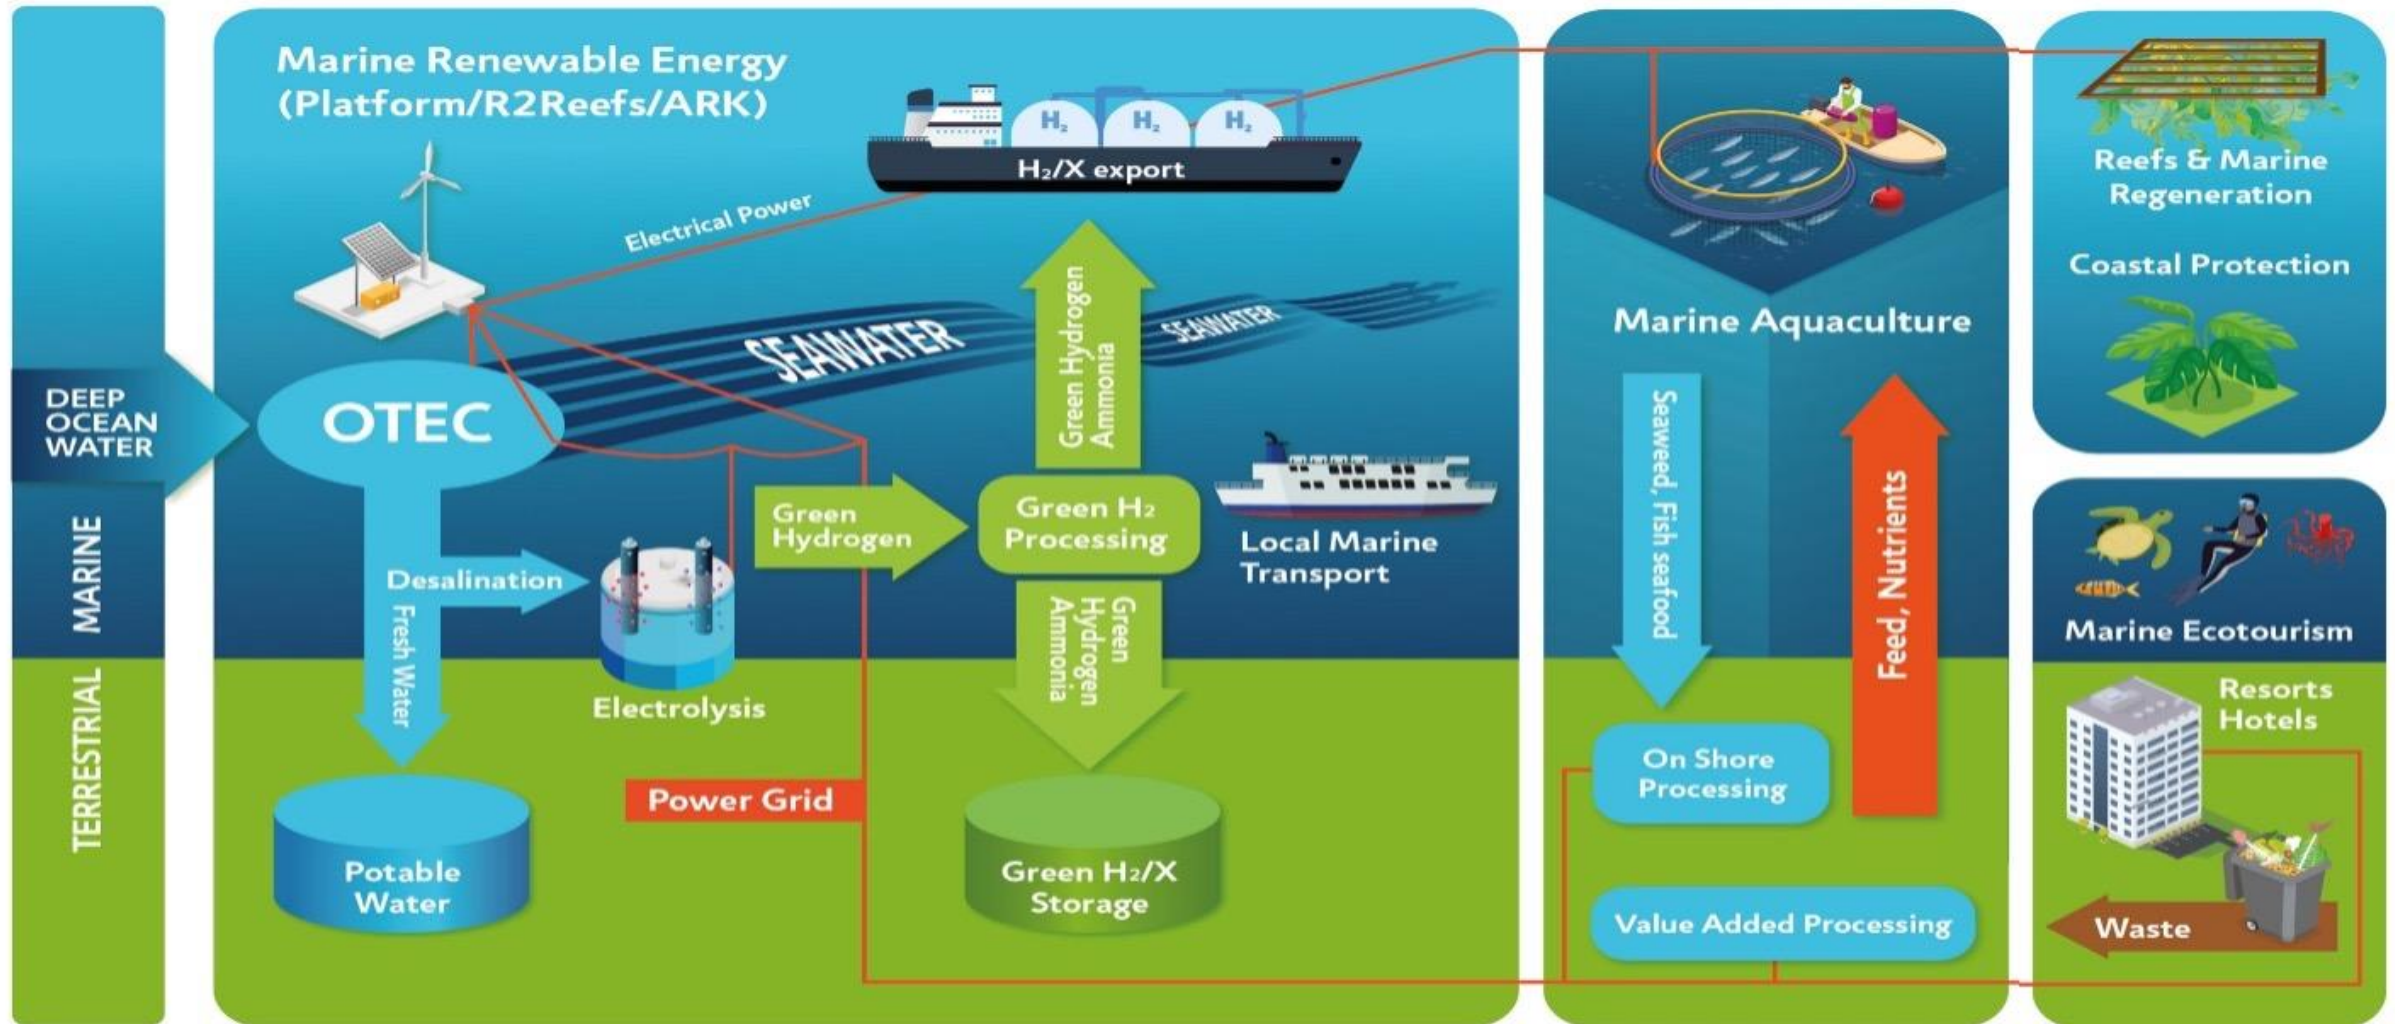 DEEP
OCEAN
WATER
MARINE
TERRESTRIAL
Marine Renewable Energy
(Platform/R2Reefs/ARK)
H₂ H₂ H₂
H₂/X export
Electrical Power
SEAWATER
SEAWATER
OTEC
Green Hydrogen
Ammonia
Green
Hydrogen
Green H₂
Processing
Local Marine
Transport
Desalination
Fresh Water
Electrolysis
Green
Hydrogen
Ammonia
Power Grid
Potable
Water
Green H₂/X
Storage
Marine Aquaculture
Seaweed, Fish seafood
Feed, Nutrients
On Shore
Processing
Value Added Processing
Reefs & Marine
Regeneration
Coastal Protection
Marine Ecotourism
Resorts
Hotels
Waste